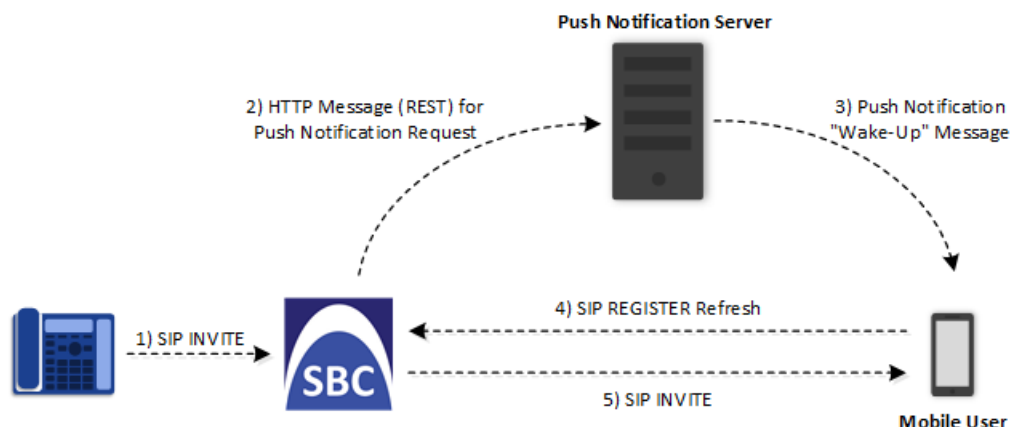 Push Notification Server
2) HTTP Message (REST) for
Push Notification Request
3) Push Notification
"Wake-Up" Message
1) SIP INVITE
SBC
4) SIP REGISTER Refresh
5) SIP INVITE
Mobile User